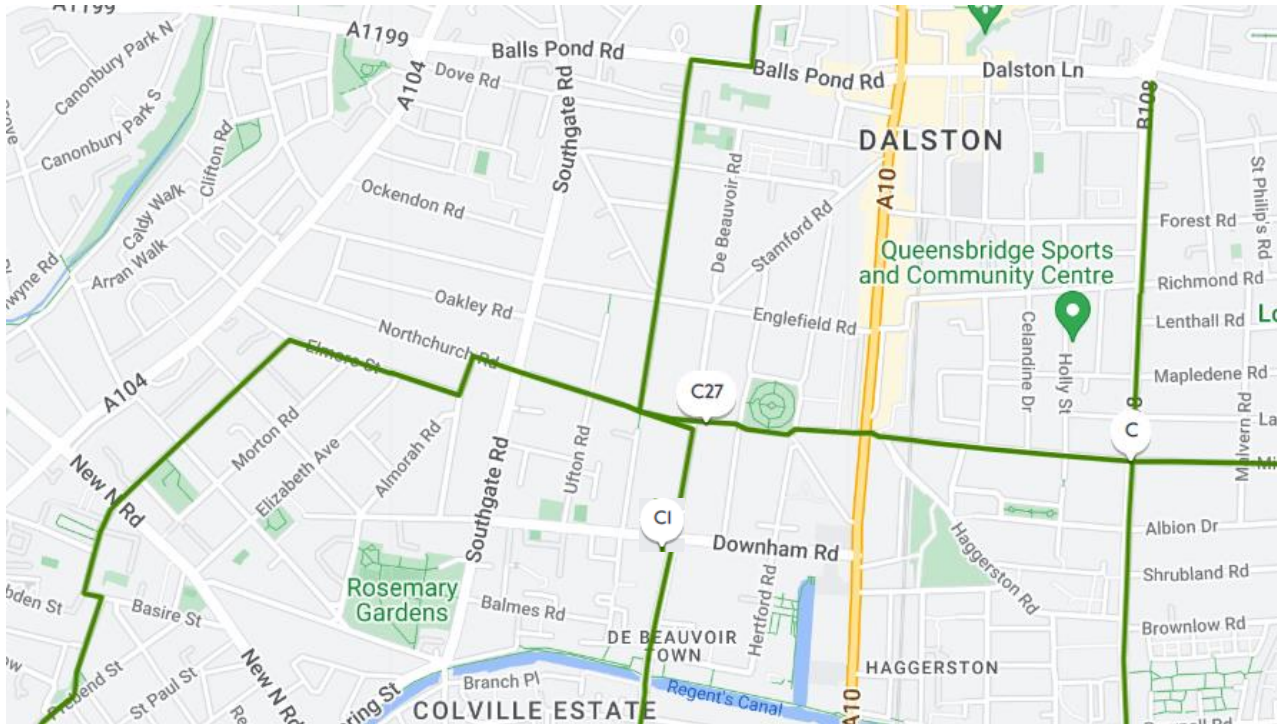 A1199
Canonbury Park N
A1199
Balls Pond Rd
Dove Rd
A104
Southgate Rd
Balls Pond Rd
Dalston Ln
B108
DALSTON
Canonbury Park S
Clifton Rd
Caldy Walk
Ockendon Rd
De Beauvoir Rd
A10
St Philip's Rd
Arran Walk
Stamford Rd
Forest Rd
Queensbridge Sports
and Community Centre
Richmond Rd
Oakley Rd
Englefield Rd
Lenthall Rd
Northchurch Rd
Elmore St
Celandine Dr
Holly St
Mapledene Rd
A104
C27
Morton Rd
Almorah Rd
C
Malvern Rd
New N Rd
Elizabeth Ave
Ufton Rd
Southgate Rd
C1
Albion Dr
Downham Rd
Haggerston Rd
Shrubland Rd
Rosemary
Gardens
Basire St
Balmes Rd
Hertford Rd
Brownlow Rd
DE BEAUVOIR
TOWN
HAGGERSTON
Prebend St
St Paul St
New N Rd
Branch Pl
Regent's Canal
A10
COLVILLE ESTATE